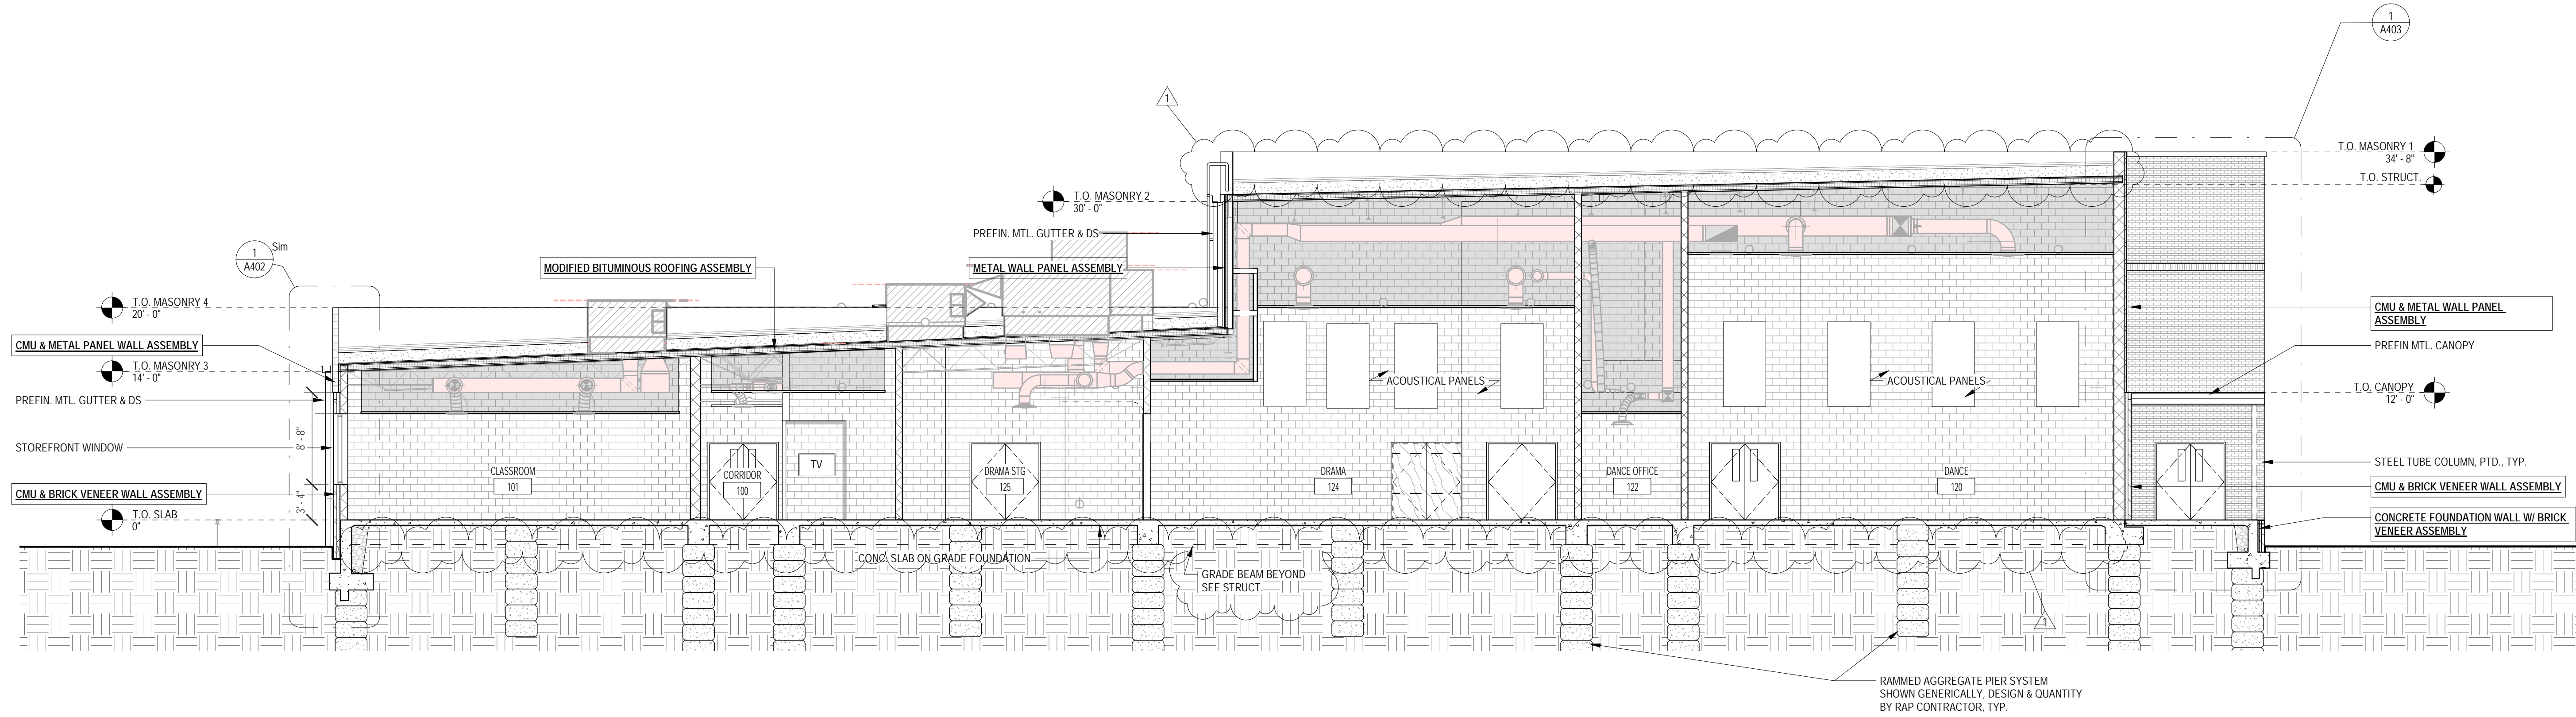 1
A403
1
T.O. MASONRY 1
34' - 8"
T.O. STRUCT.
T.O. MASONRY 2
30' - 0"
PREFIN. MTL. GUTTER & DS
1
A402
Sim
MODIFIED BITUMINOUS ROOFING ASSEMBLY
METAL WALL PANEL ASSEMBLY
T.O. MASONRY 4
20' - 0"
CMU & METAL WALL PANEL
ASSEMBLY
CMU & METAL PANEL WALL ASSEMBLY
PREFIN MTL. CANOPY
T.O. MASONRY 3
14' - 0"
ACOUSTICAL PANELS
ACOUSTICAL PANELS
T.O. CANOPY
12' - 0"
PREFIN. MTL. GUTTER & DS
8' - 8"
STOREFRONT WINDOW
TV
STEEL TUBE COLUMN, PTD., TYP.
CLASSROOM
101
CORRIDOR
100
DRAMA STG
125
DRAMA
124
DANCE OFFICE
122
DANCE
120
CMU & BRICK VENEER WALL ASSEMBLY
3' - 4"
CMU & BRICK VENEER WALL ASSEMBLY
T.O. SLAB
0"
CONCRETE FOUNDATION WALL W/ BRICK
VENEER ASSEMBLY
CONC. SLAB ON GRADE FOUNDATION
GRADE BEAM BEYOND
SEE STRUCT.
1
RAMMED AGGREGATE PIER SYSTEM
SHOWN GENERICALLY, DESIGN & QUANTITY
BY RAP CONTRACTOR, TYP.